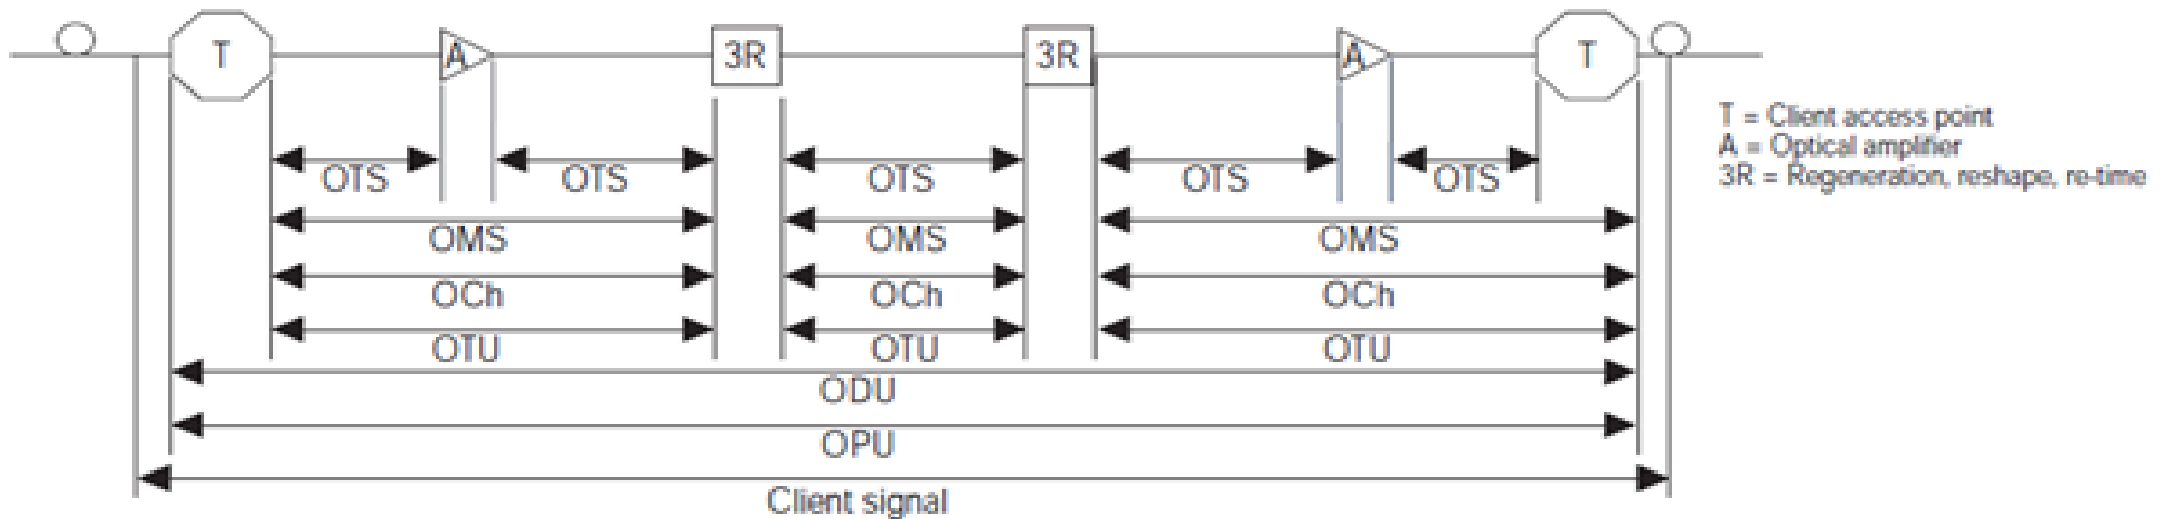 T A 3R 3R A T
T = Client access point
A = Optical amplifier
3R = Regeneration, reshape, re-time
OTS OTS OTS OTS OTS
OMS OMS OMS
OCh OCh OCh
OTU OTU OTU
ODU
OPU
Client signal